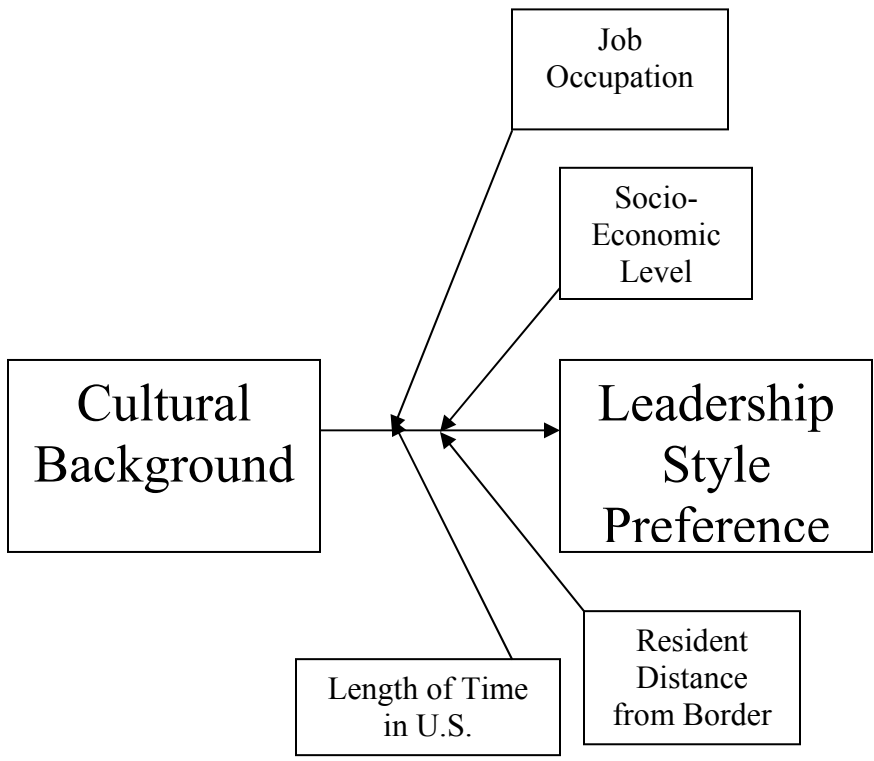 Job
Occupation
Socio-
Economic
Level
Cultural
Background
Leadership
Style
Preference
Length of Time
in U.S.
Resident
Distance
from Border